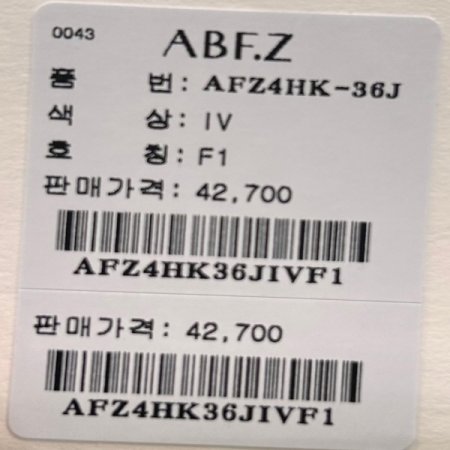 0043
ABF.Z
품 번: AFZ4HK-36J
색 상: IV
호 칭: F1
판매가격: 42,700
AFZ4HK36JIVF1
판매가격: 42,700
AFZ4HK36JIVF1